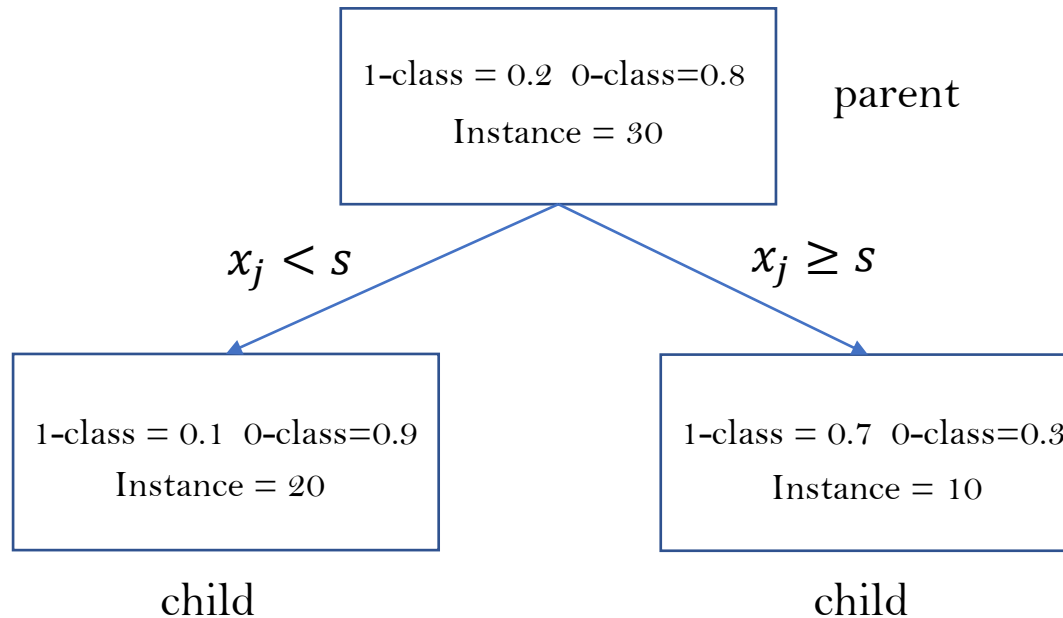 1-class = 0.2 0-class=0.8
Instance = 30
parent
x_j < s
x_j ≥ s
1-class = 0.1 0-class=0.9
Instance = 20
1-class = 0.7 0-class=0.3
Instance = 10
child
child